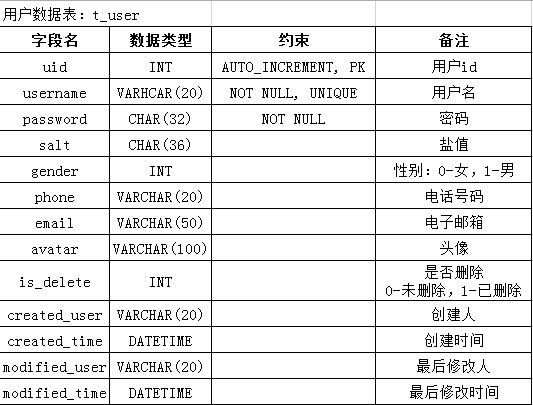 用户数据表：t_user
字段名 数据类型 约束 备注
uid INT AUTO_INCREMENT, PK 用户id
username VARHCAR(20) NOT NULL, UNIQUE 用户名
password CHAR(32) NOT NULL 密码
salt CHAR(36) 盐值
gender INT 性别：0-女，1-男
phone VARCHAR(20) 电话号码
email VARCHAR(50) 电子邮箱
avatar VARCHAR(100) 头像
is_delete INT 是否删除
0-未删除，1-已删除
created_user VARCHAR(20) 创建人
created_time DATETIME 创建时间
modified_user VARCHAR(20) 最后修改人
modified_time DATETIME 最后修改时间